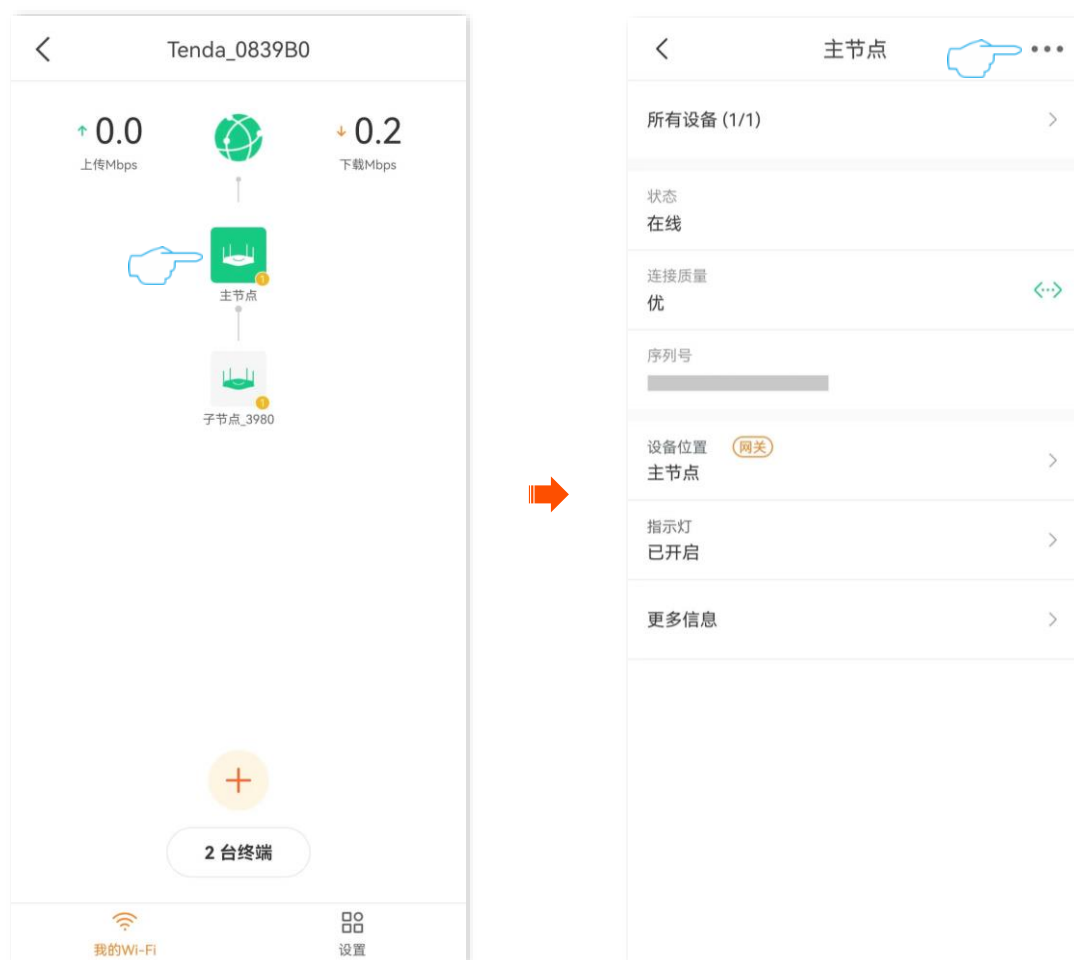 Tenda_0839B0
↑ 0.0
上传Mbps
↓ 0.2
下载Mbps
1
主节点
1
子节点_3980
+
2 台终端
我的Wi-Fi
设置
主节点
所有设备 (1/1)
状态
在线
连接质量
优
序列号
设备位置 网关
主节点
指示灯
已开启
更多信息